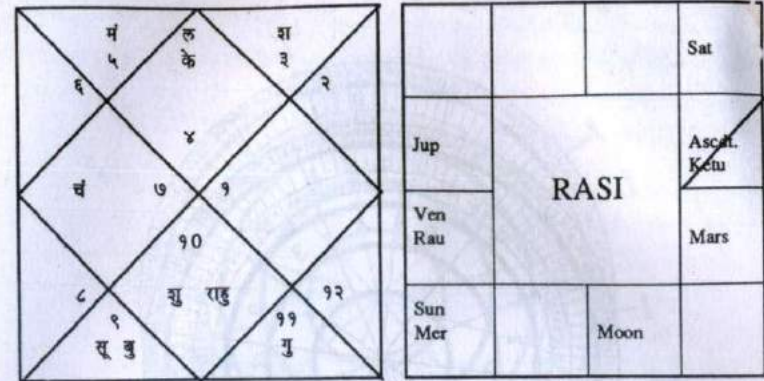 मं ल श
५ के ३
६ २
४
चं ७ १
१०
८ शु राहु १२
९ ११
सू बु गु
Sat
Jup Ascdt.
Ketu
RASI
Ven
Rau Mars
Sun
Mer Moon